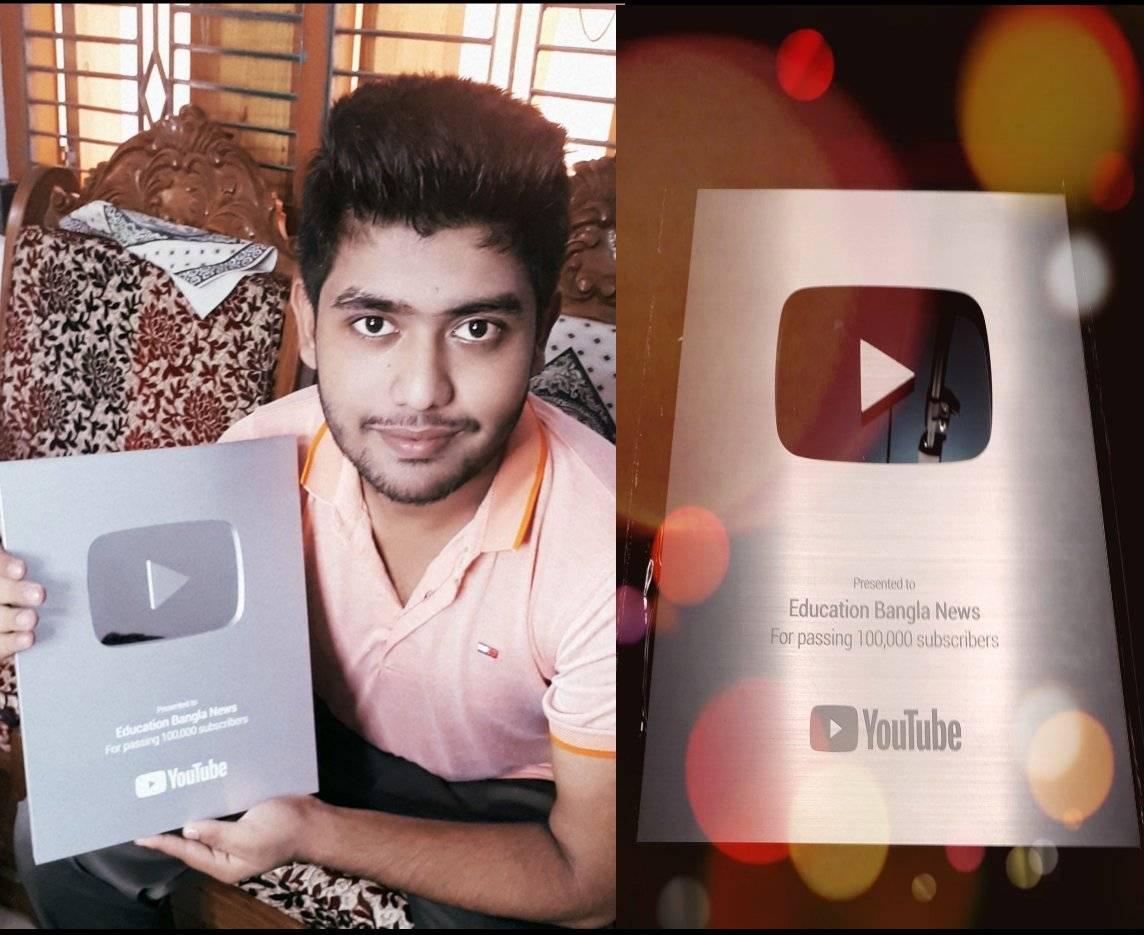 Presented to
Education Bangla News
For passing 100,000 subscribers
YouTube
Presented to
Education Bangla News
For passing 100,000 subscribers
YouTube